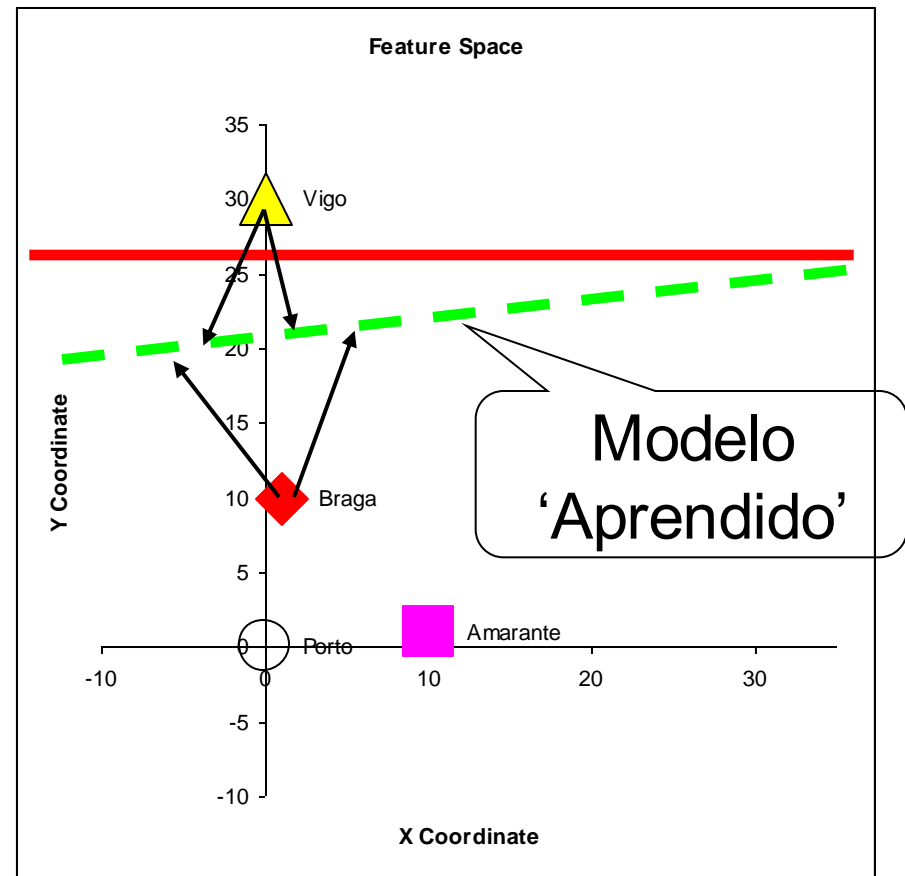 Feature Space
35
30
Vigo
25
20
Modelo
‘Aprendido’
15
Y Coordinate
10
Braga
5
Amarante
0
Porto
-10
0
10
20
30
-5
-10
X Coordinate